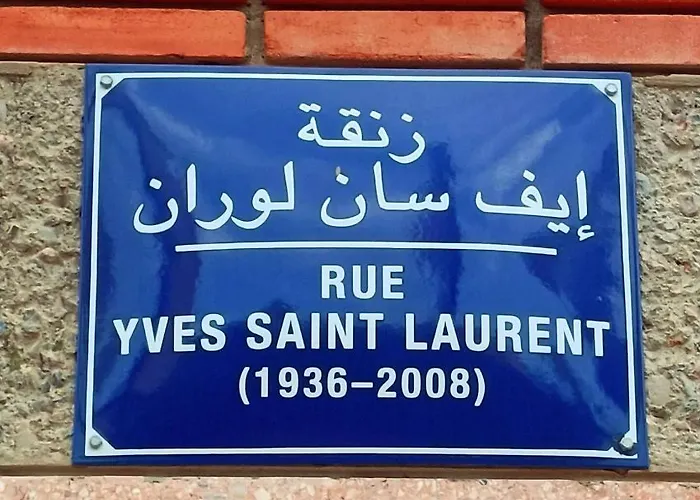 زنقة
إيف سان لوران
RUE
YVES SAINT LAURENT
(1936–2008)